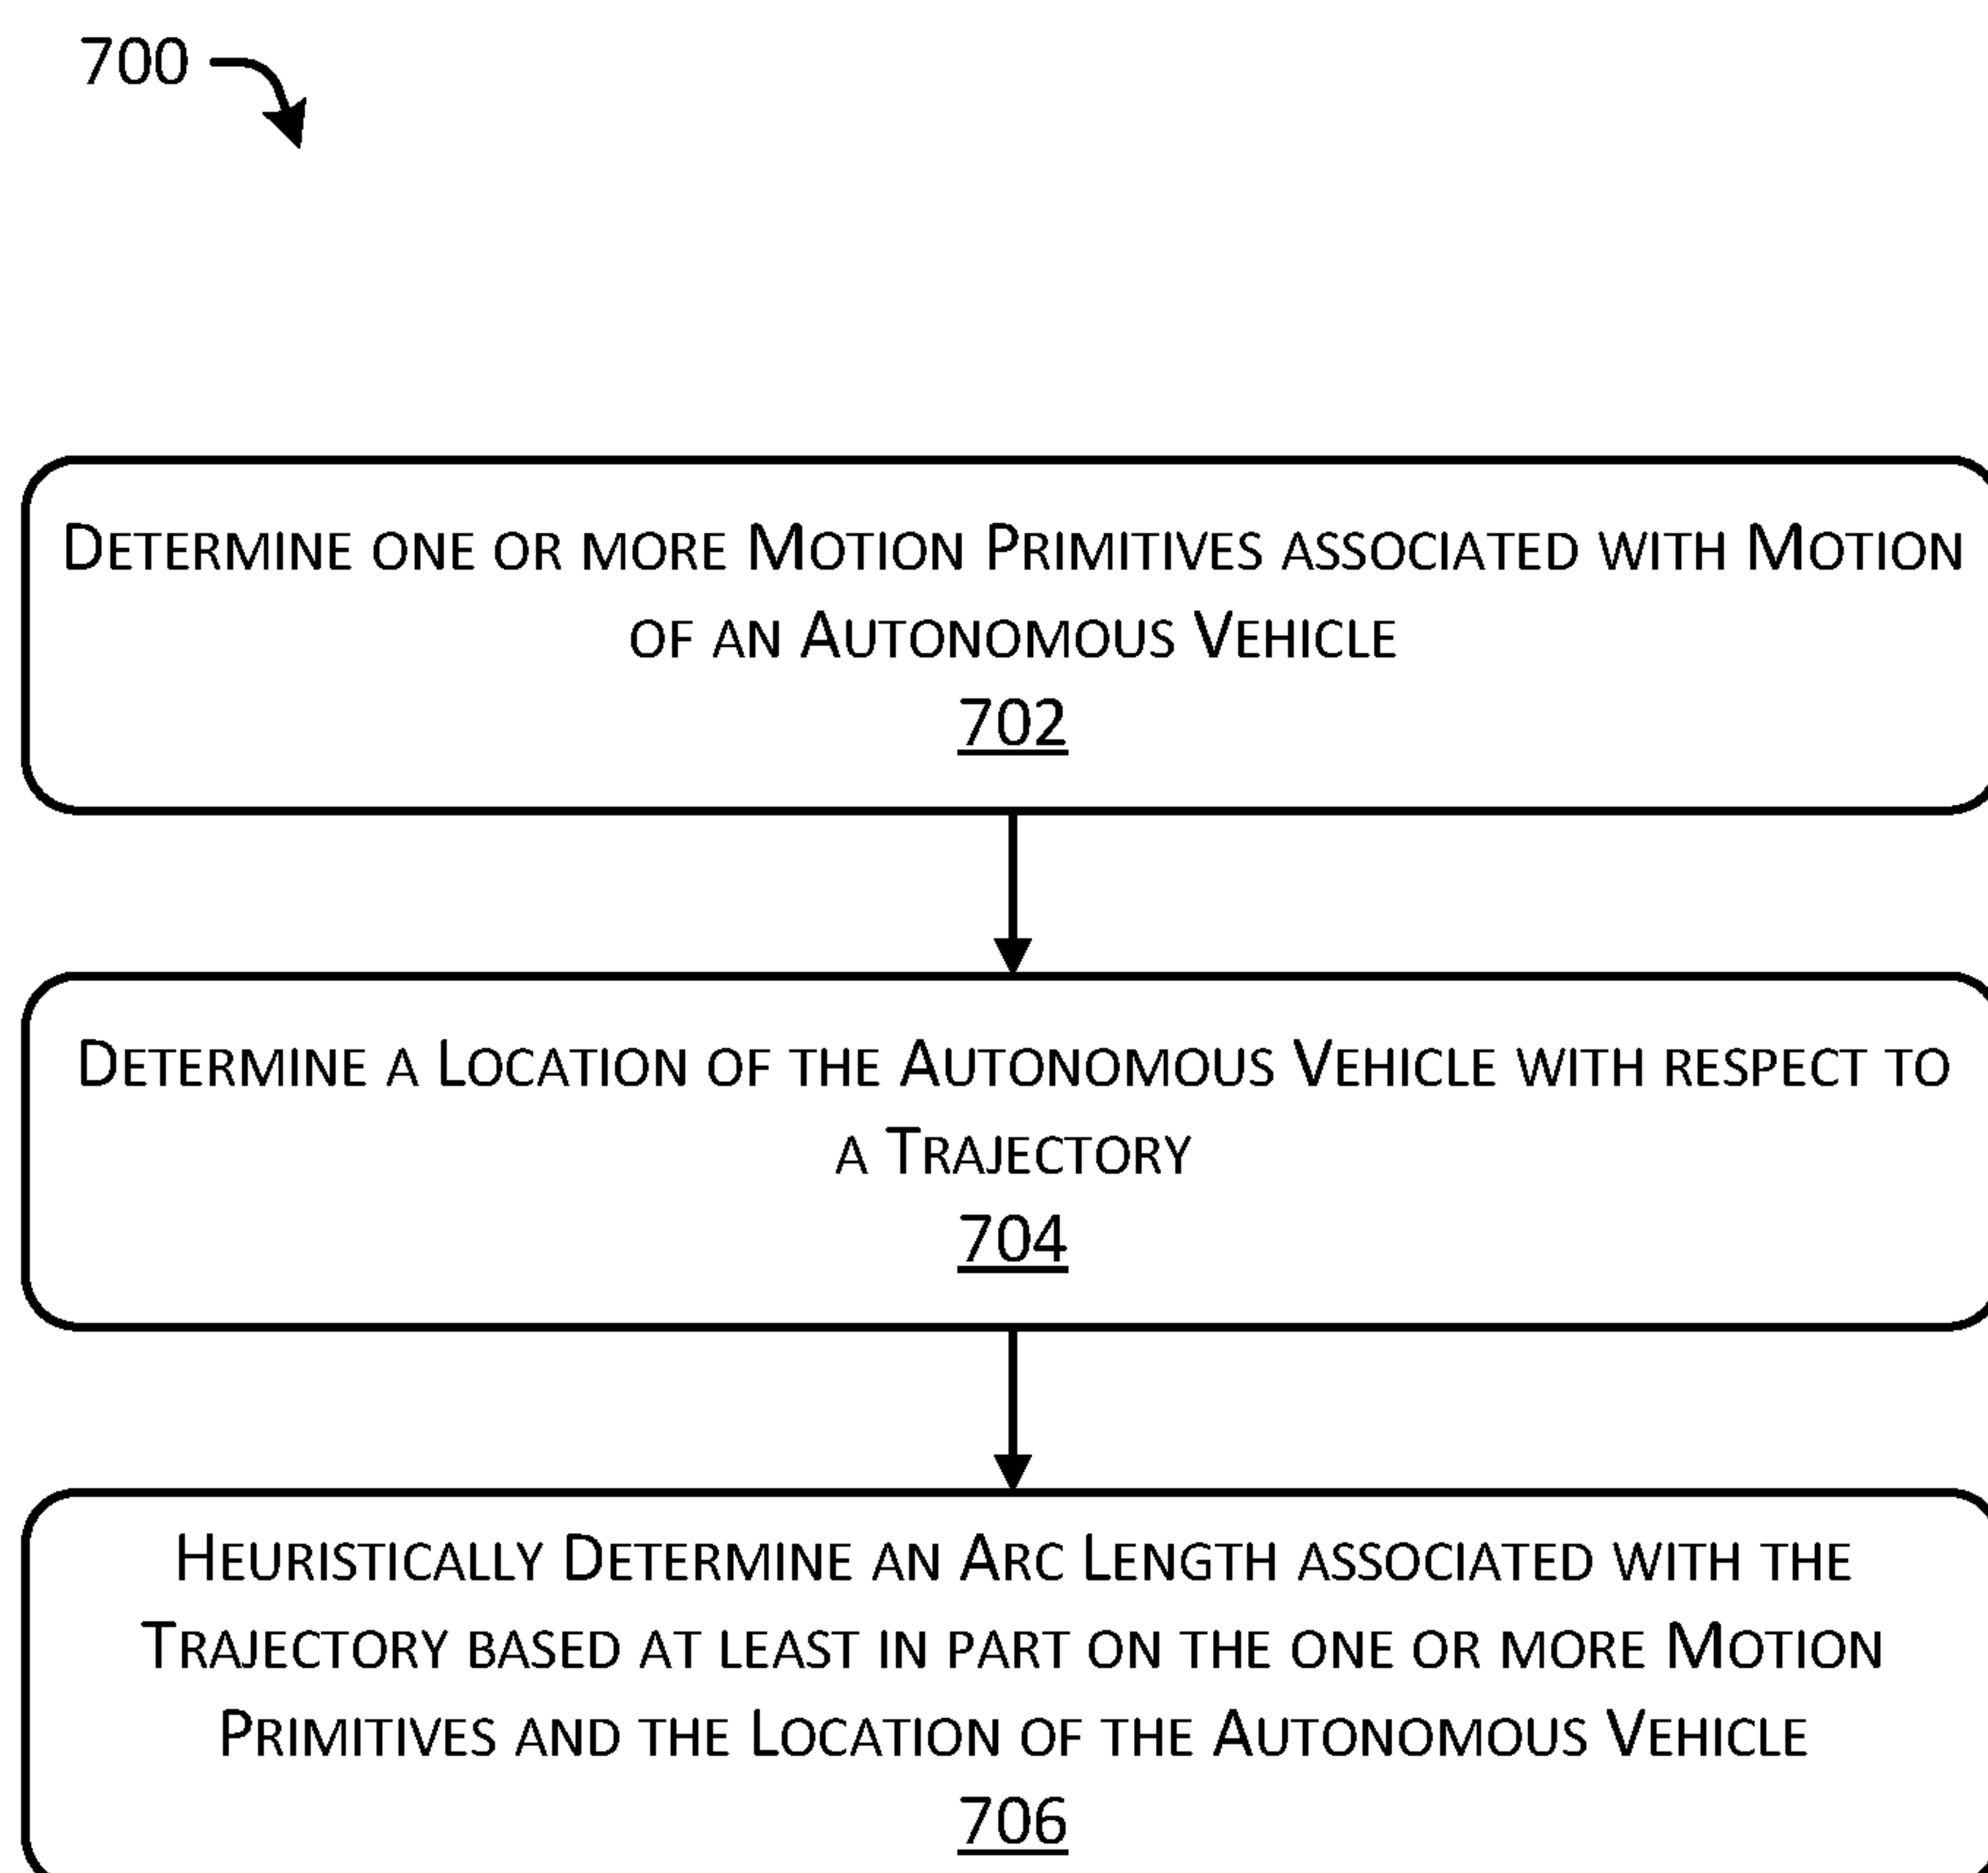 700
Determine one or more Motion Primitives associated with Motion
of an Autonomous Vehicle
702
Determine a Location of the Autonomous Vehicle with respect to
a Trajectory
704
Heuristically Determine an Arc Length associated with the
Trajectory based at least in part on the one or more Motion
Primitives and the Location of the Autonomous Vehicle
706